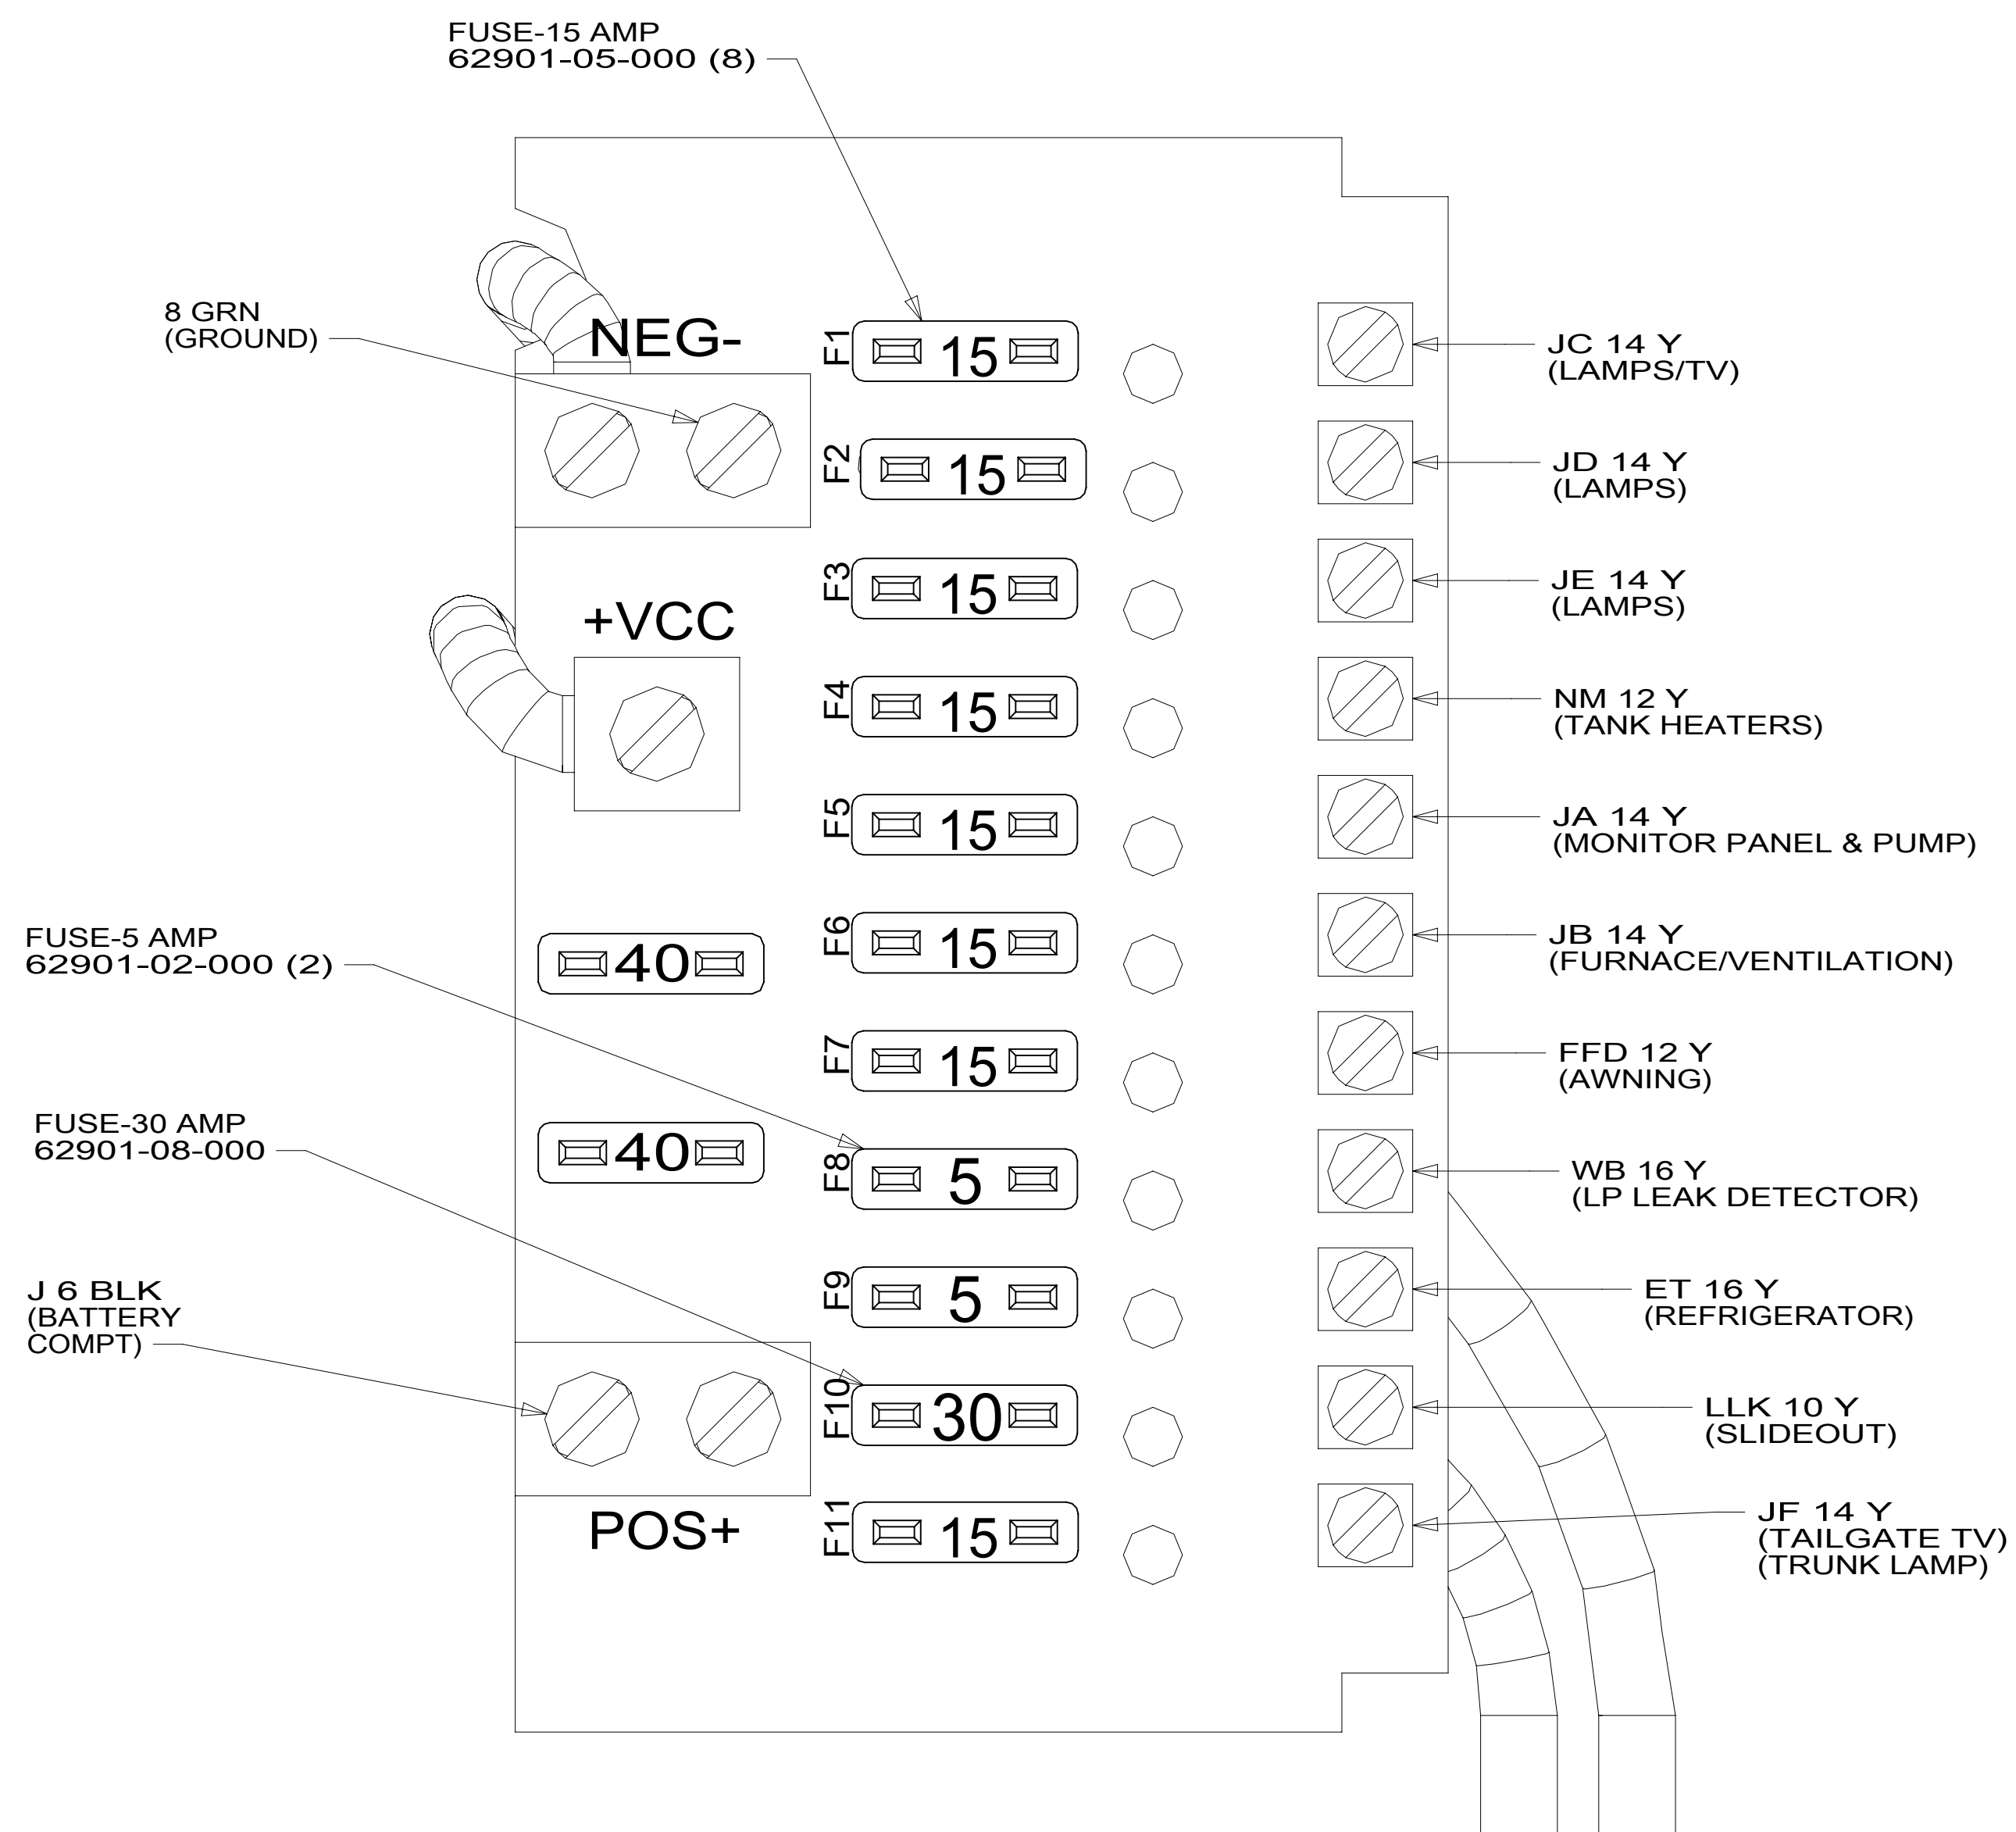 FUSE-15 AMP
62901-05-000 (8)
8 GRN
(GROUND)
NEG-
+VCC
FUSE-5 AMP
62901-02-000 (2)
40
FUSE-30 AMP
62901-08-000
40
J 6 BLK
(BATTERY
COMPT)
POS+
F1
15
F2
15
F3
15
F4
15
F5
15
F6
15
F7
15
F8
5
F9
5
F10
30
F11
15
JC 14 Y
(LAMPS/TV)
JD 14 Y
(LAMPS)
JE 14 Y
(LAMPS)
NM 12 Y
(TANK HEATERS)
JA 14 Y
(MONITOR PANEL & PUMP)
JB 14 Y
(FURNACE/VENTILATION)
FFD 12 Y
(AWNING)
WB 16 Y
(LP LEAK DETECTOR)
ET 16 Y
(REFRIGERATOR)
LLK 10 Y
(SLIDEOUT)
JF 14 Y
(TAILGATE TV)
(TRUNK LAMP)